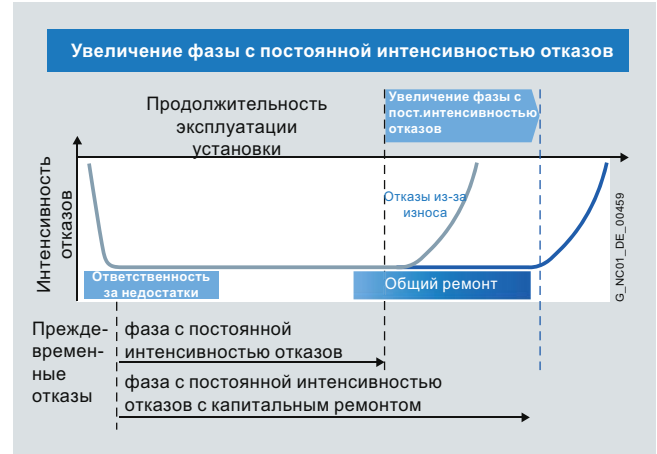 Увеличение фазы с постоянной интенсивностью отказов
Продолжительность
эксплуатации
установки
Увеличение фазы с
пост.интенсивностью
отказов
Интенсивность
отказов
Отказы из-за
износа
G_NC01_DE_00459
Ответственность
за недостатки
Общий ремонт
Прежде-
времен-
ные
отказы
фаза с постоянной
интенсивностью отказов
фаза с постоянной интенсивностью
отказов с капитальным ремонтом